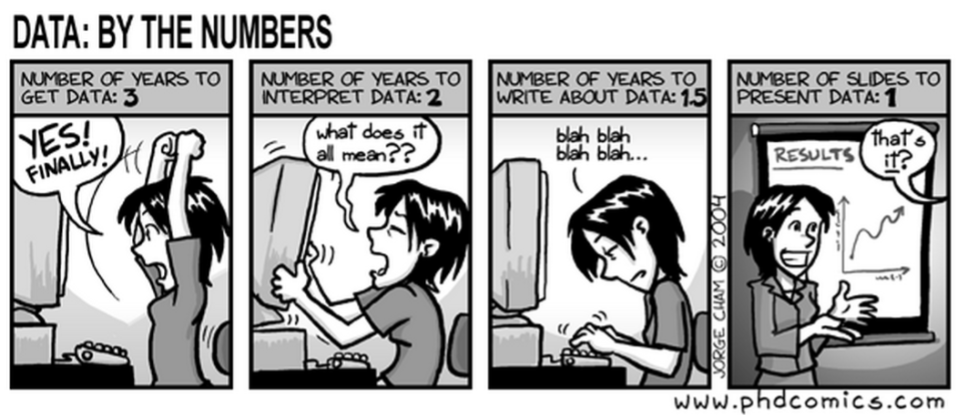 DATA: BY THE NUMBERS
NUMBER OF YEARS TO
GET DATA: 3
YES!
FINALLY!
NUMBER OF YEARS TO
INTERPRET DATA: 2
what does it
all mean??
NUMBER OF YEARS TO
WRITE ABOUT DATA: 1.5
blah blah
blah blah...
JORGE CHAM © 2004
NUMBER OF SLIDES TO
PRESENT DATA: 1
RESULTS
that's
it?
www.phdcomics.com